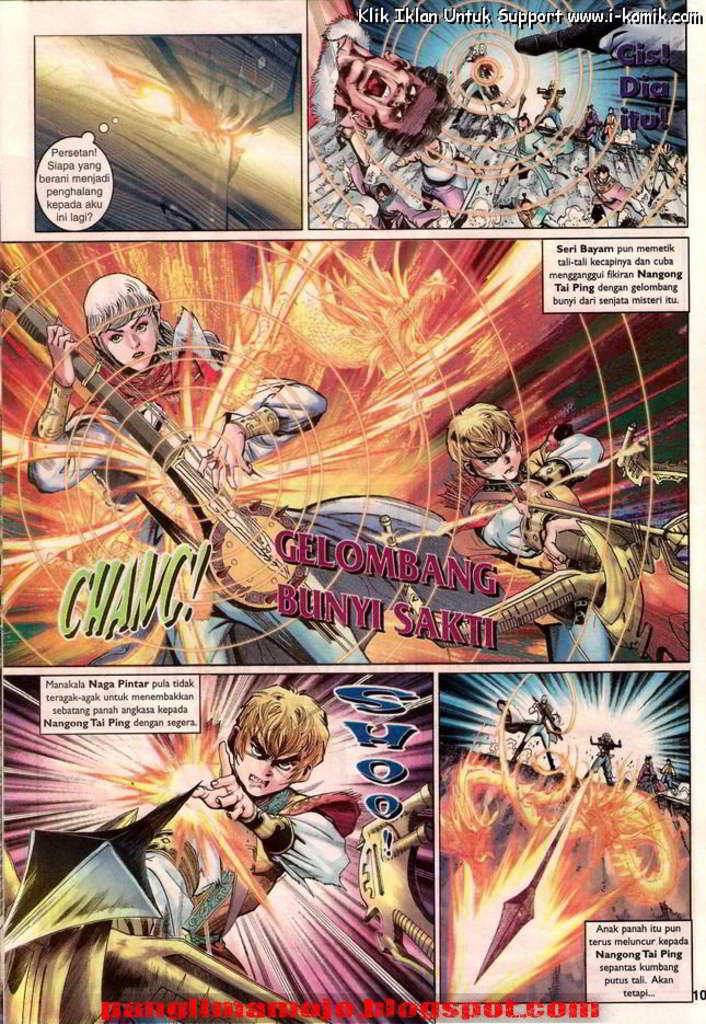 Klik Iklan Untuk Support www.i-komik.com
Persetan!
Siapa yang
berani menjadi
penghalang
kepada aku
ini lagi?
Cis!
Dia
itu!
Seri Bayam pun memetik
tali-tali kecapinya dan cuba
mengganggui fikiran Nangong
Tai Ping dengan gelombang
bunyi dari senjata misteri itu.
CHANG!
GELOMBANG
BUNYI SAKTI
Manakala Naga Pintar pula tidak
teragak-agak untuk menembakkan
sebatang panah angkasa kepada
Nangong Tai Ping dengan segera.
SHOO!
Anak panah itu pun
terus meluncur kepada
Nangong Tai Ping
sepantas kumbang
putus tali. Akan
tetapi...
10
panglimamojo.blogspot.com